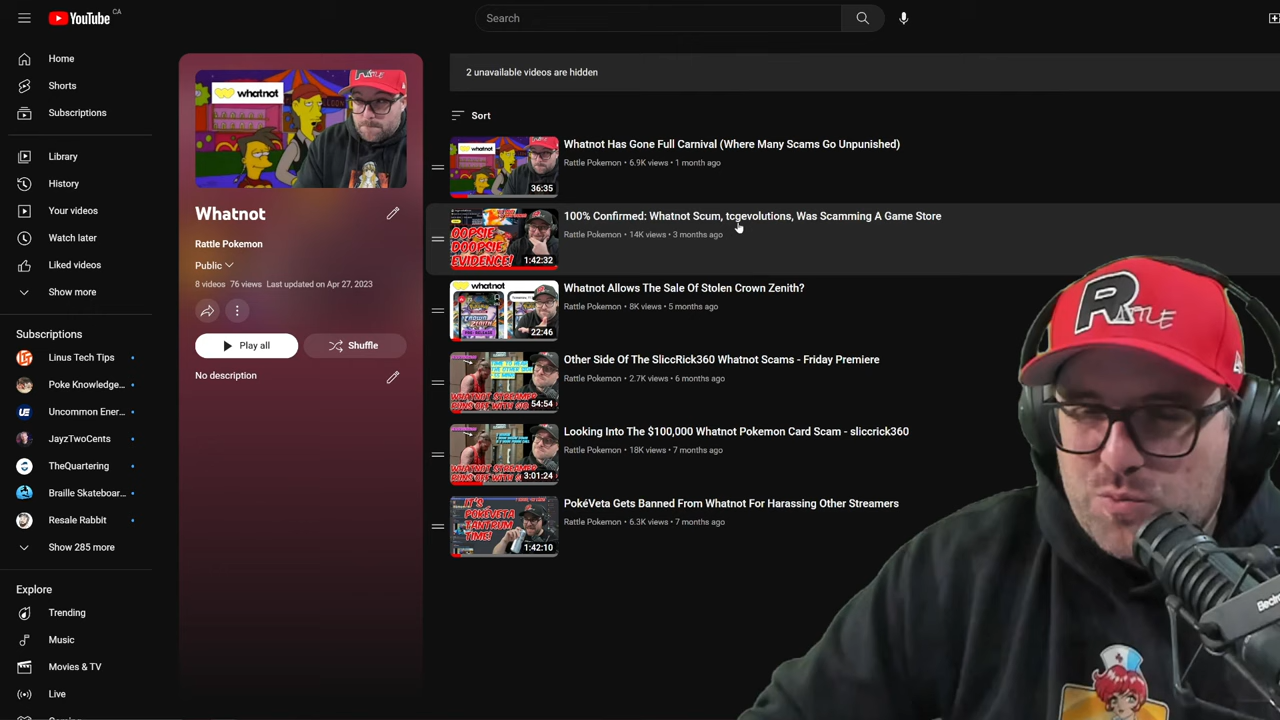 YouTube CA
Search
Home
Shorts
Subscriptions
Library
History
Your videos
Watch later
Liked videos
Show more
Subscriptions
Linus Tech Tips
Poke Knowledge...
Uncommon Ener...
JayzTwoCents
TheQuartering
Braille Skateboar...
Resale Rabbit
Show 285 more
Explore
Trending
Music
Movies & TV
Live
whatnot
Whatnot
Rattle Pokemon
Public
8 videos 76 views Last updated on Apr 27, 2023
Play all
Shuffle
No description
2 unavailable videos are hidden
Sort
whatnot
36:35
Whatnot Has Gone Full Carnival (Where Many Scams Go Unpunished)
Rattle Pokemon • 6.9K views • 1 month ago
OOPSIE
DOOPSIE
EVIDENCE!
1:42:32
100% Confirmed: Whatnot Scum, tcgevolutions, Was Scamming A Game Store
Rattle Pokemon • 14K views • 3 months ago
whatnot
22:46
Whatnot Allows The Sale Of Stolen Crown Zenith?
Rattle Pokemon • 8K views • 5 months ago
WHATNOT STREAMER
54:54
Other Side Of The SliccRick360 Whatnot Scams - Friday Premiere
Rattle Pokemon • 2.7K views • 6 months ago
WHATNOT STREAMER
3:01:24
Looking Into The $100,000 Whatnot Pokemon Card Scam - sliccrick360
Rattle Pokemon • 18K views • 7 months ago
IT'S
POKÉVETA
TANTRUM
TIME!
1:42:10
PokéVeta Gets Banned From Whatnot For Harassing Other Streamers
Rattle Pokemon • 6.3K views • 7 months ago
R
RATTLE